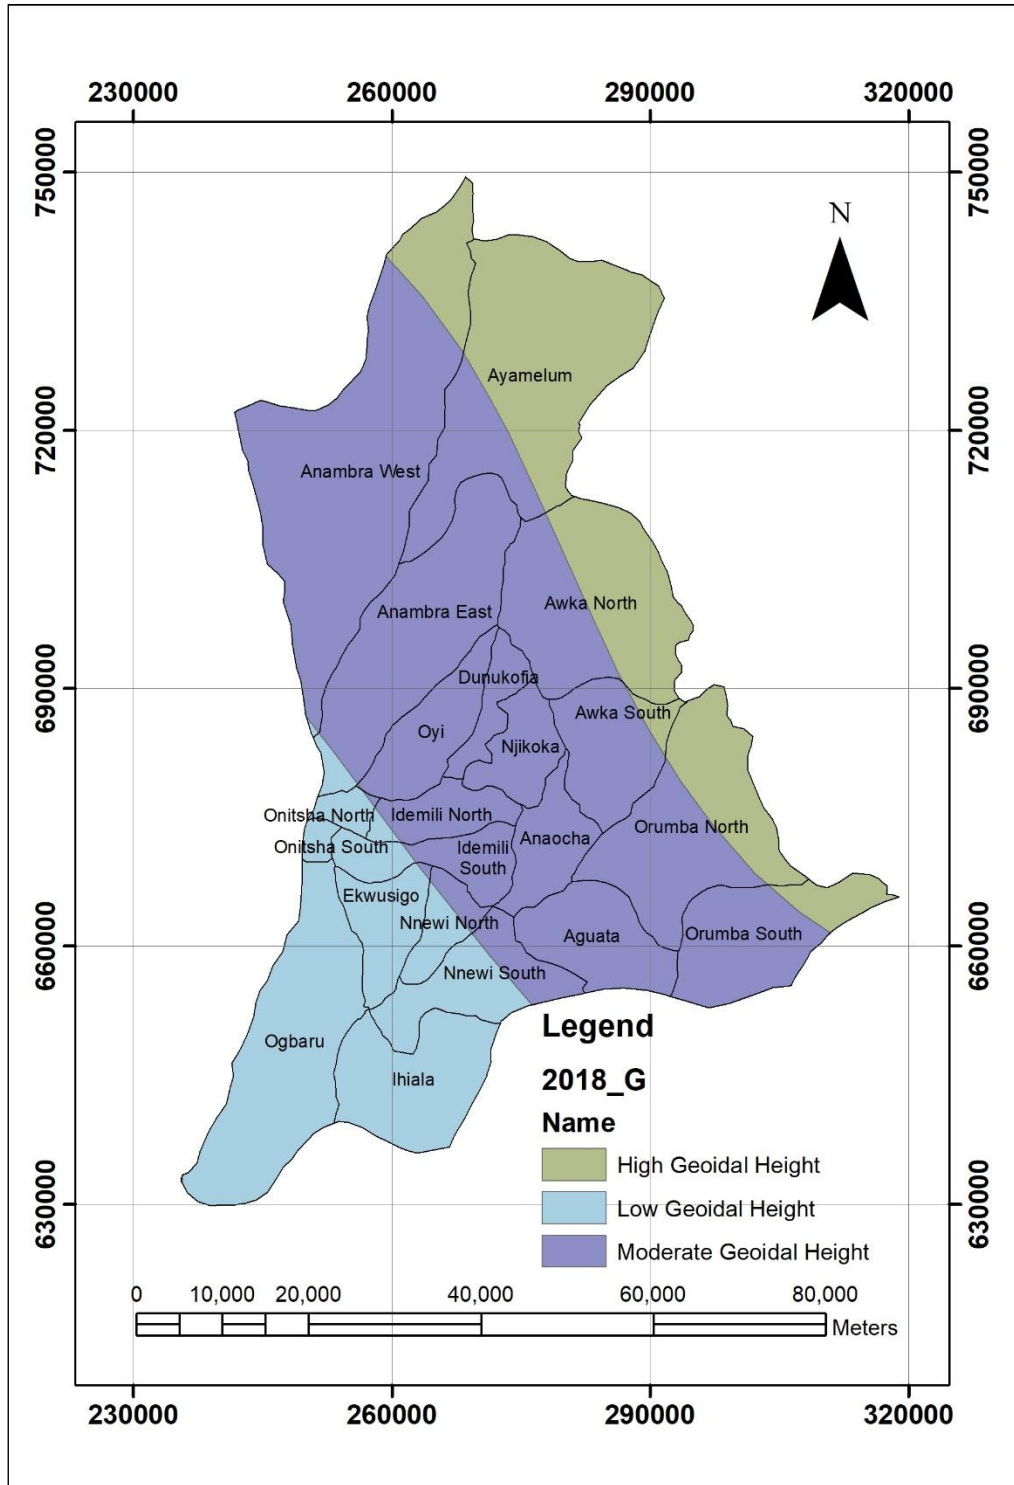 230000 260000 290000 320000
750000 750000
N
Ayamelum
720000 720000
Anambra West
Awka North
Anambra East
690000 690000
Dunukofia
Awka South
Oyi
Njikoka
Onitsha North
Idemili North
Orumba North
Anaocha
Onitsha South
Idemili
South
Ekwusigo
Nnewi North
Orumba South
Aguata
660000 660000
Nnewi South
Ogbaru
Ihiala
Legend
2018_G
Name
High Geoidal Height
Low Geoidal Height
Moderate Geoidal Height
630000 630000
0 10,000 20,000 40,000 60,000 80,000
Meters
230000 260000 290000 320000